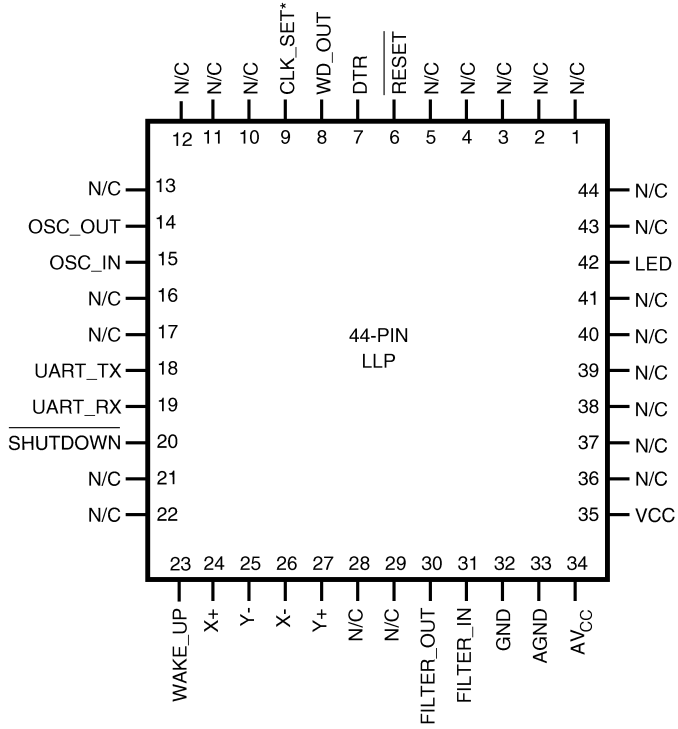 N/C N/C N/C CLK_SET* WD_OUT DTR RESET N/C N/C N/C N/C N/C
12 11 10 9 8 7 6 5 4 3 2 1
N/C 13 44 N/C
OSC_OUT 14 43 N/C
OSC_IN 15 42 LED
N/C 16 41 N/C
N/C 17 40 N/C
44-PIN
LLP
UART_TX 18 39 N/C
UART_RX 19 38 N/C
SHUTDOWN 20 37 N/C
N/C 21 36 N/C
N/C 22 35 VCC
23 24 25 26 27 28 29 30 31 32 33 34
WAKE_UP X+ Y- X- Y+ N/C N/C FILTER_OUT FILTER_IN GND AGND AVCC